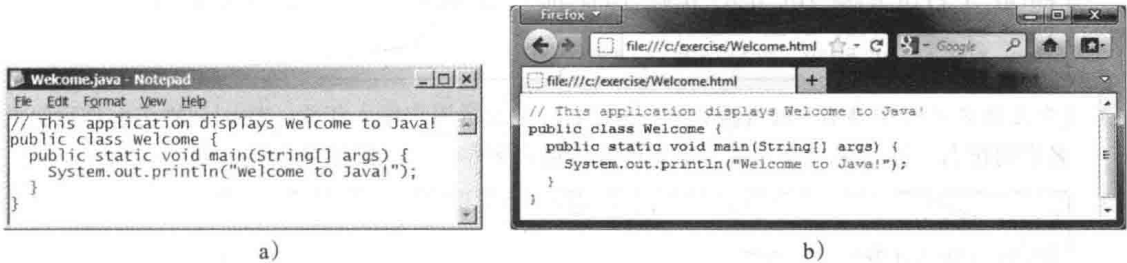 Welcome.java - Notepad
File Edit Format View Help
// This application displays Welcome to Java!
public class Welcome {
public static void main(String[] args) {
System.out.println("Welcome to Java!");
}
}
a)
Firefox
file:///c:/exercise/Welcome.html
Google
file:///c:/exercise/Welcome.html
+
// This application displays Welcome to Java!
public class Welcome {
public static void main(String[] args) {
System.out.println("Welcome to Java!");
}
}
b)